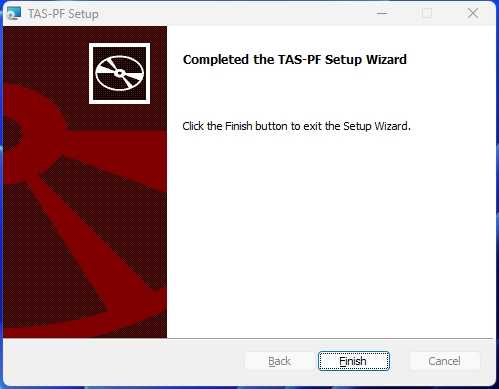 TAS-PF Setup
Completed the TAS-PF Setup Wizard
Click the Finish button to exit the Setup Wizard.
Back
Finish
Cancel